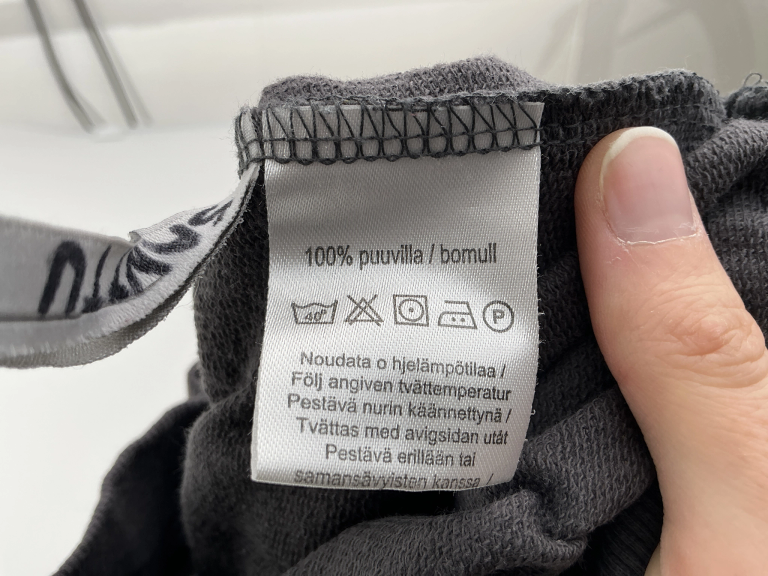 100% puuvilla / bomull
40° P
Noudata o hjelämpötilaa /
Följ angiven tvättemperatur
Pestävä nurin käännettynä /
Tvättas med avigsidan utåt
Pestävä erillään tai
samansävyisten kanssa /